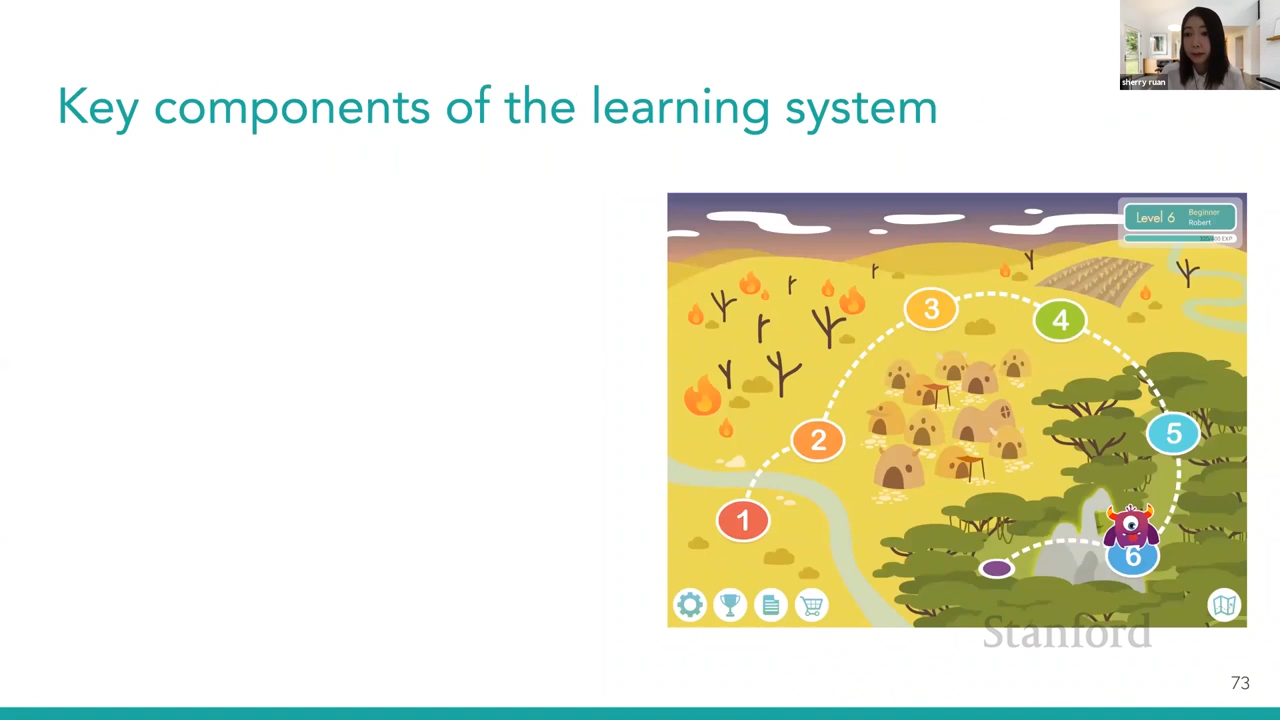 sherry ruan
Key components of the learning system
Level 6
Beginner
Robert
3
4
5
2
1
6
Stanford
73